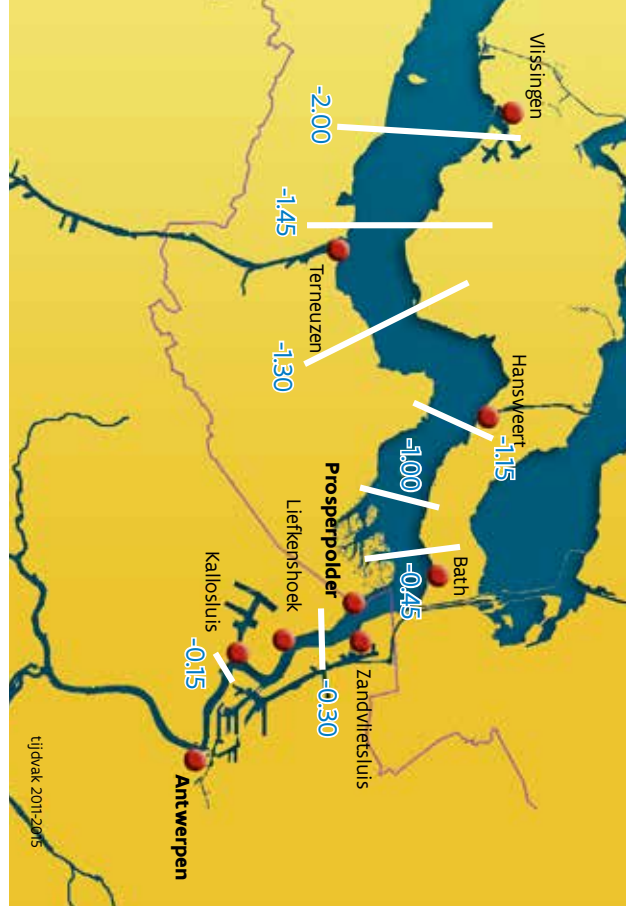 Vlissingen
-2.00
-1.45
Terneuzen
-1.30
Hansweert
-1.15
-1.00
Prosperpolder
Liefkenshoek
Kallosluis
Bath
-0.45
Zandvlietsluis
-0.30
-0.15
Antwerpen
tijdvak 2011-2015